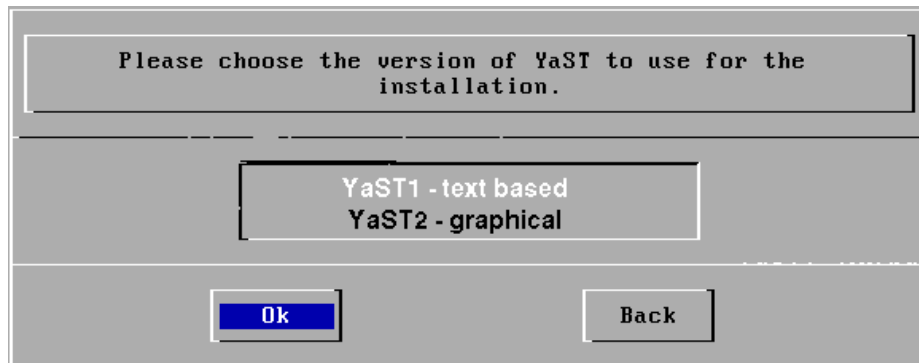 Please choose the version of YaST to use for the
installation.
YaST1 - text based
YaST2 - graphical
Ok
Back